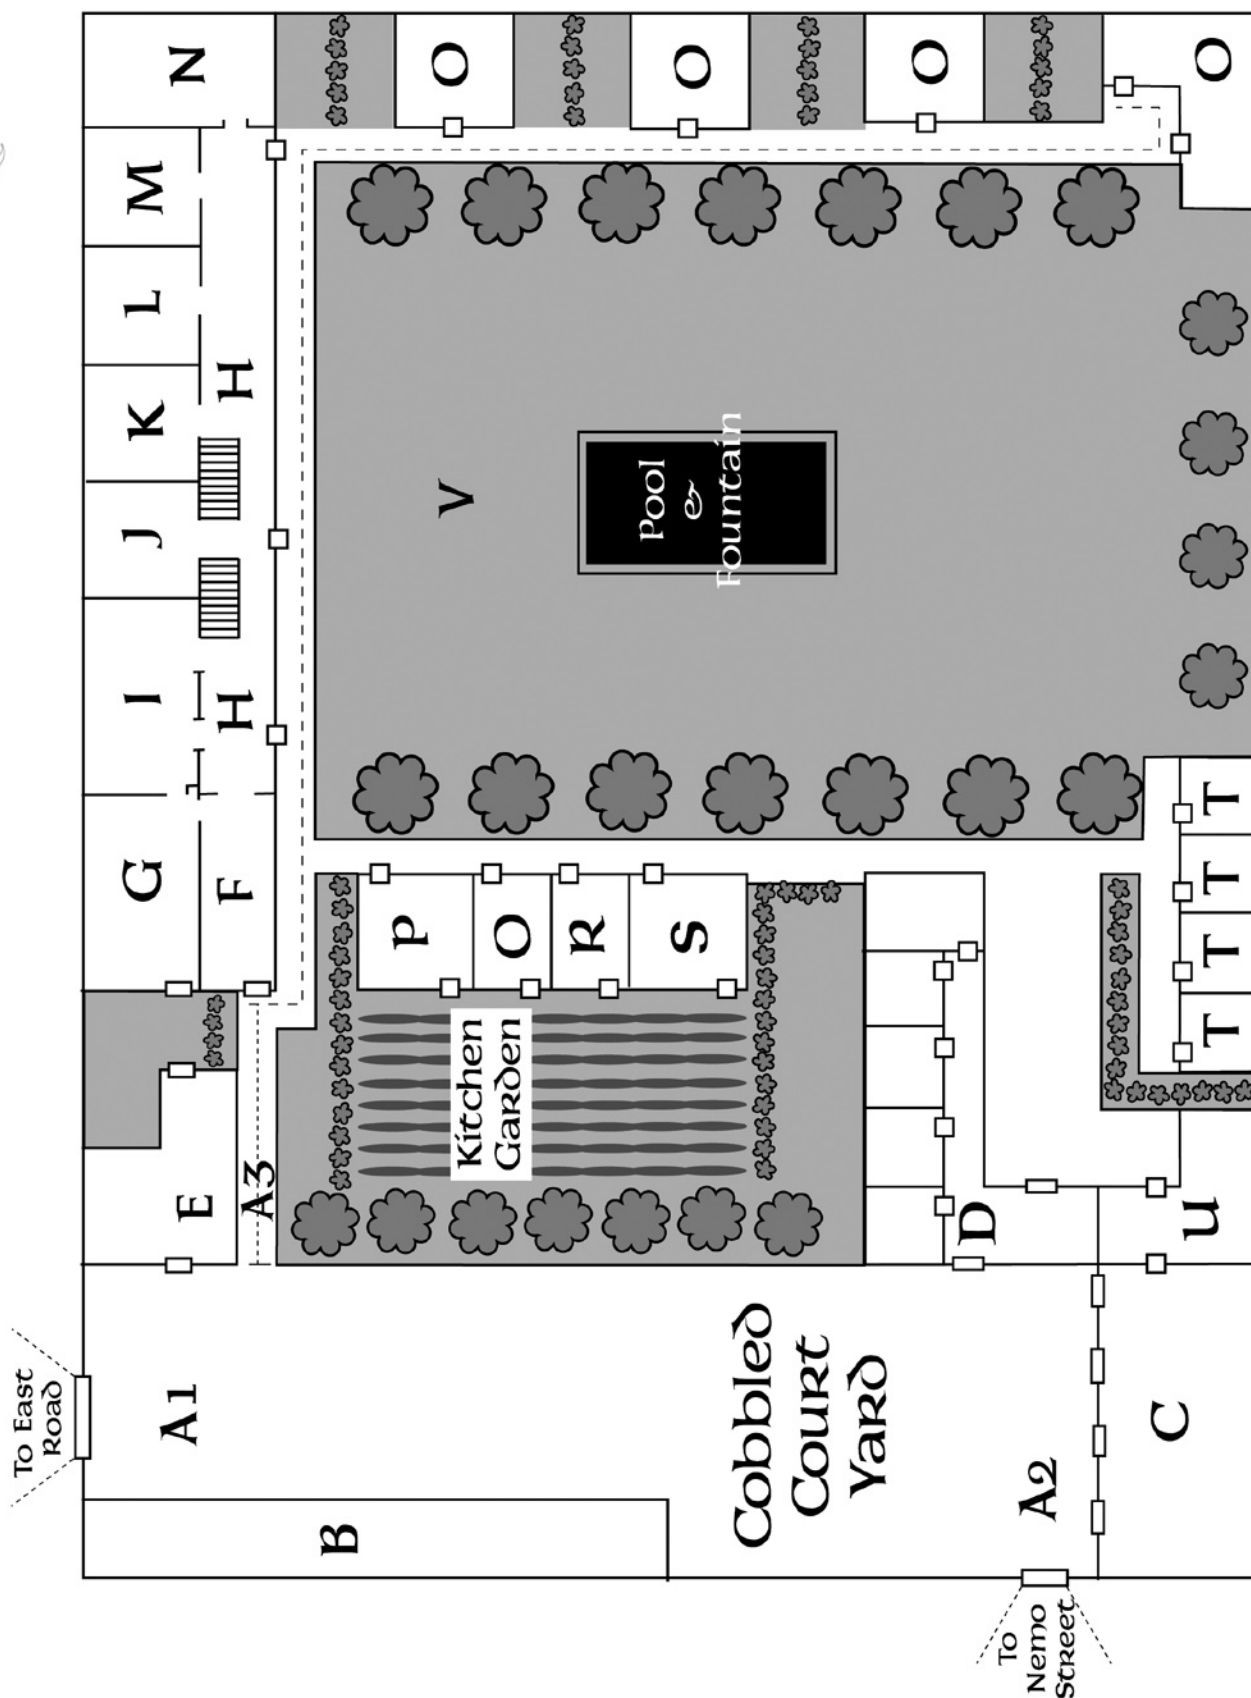 To East
Road
G
I
J
K
L
M
A1
E
N
F
H
H
A3
B
P
O
V
Kitchen
Garden
O
R
Pool
&
Fountain
S
O
O
Cobbled
Court
Yard
D
To
Nemo
Street
A2
C
U
T
T
T
T
O